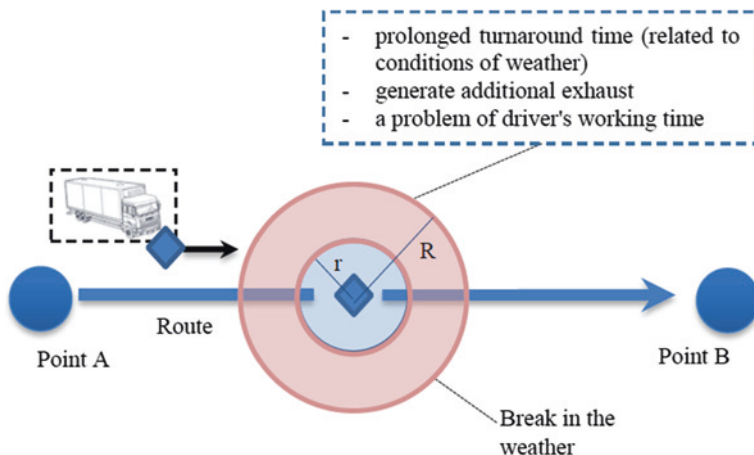 - prolonged turnaround time (related to
conditions of weather)
- generate additional exhaust
- a problem of driver's working time
r
R
Route
Point A
Point B
Break in the
weather